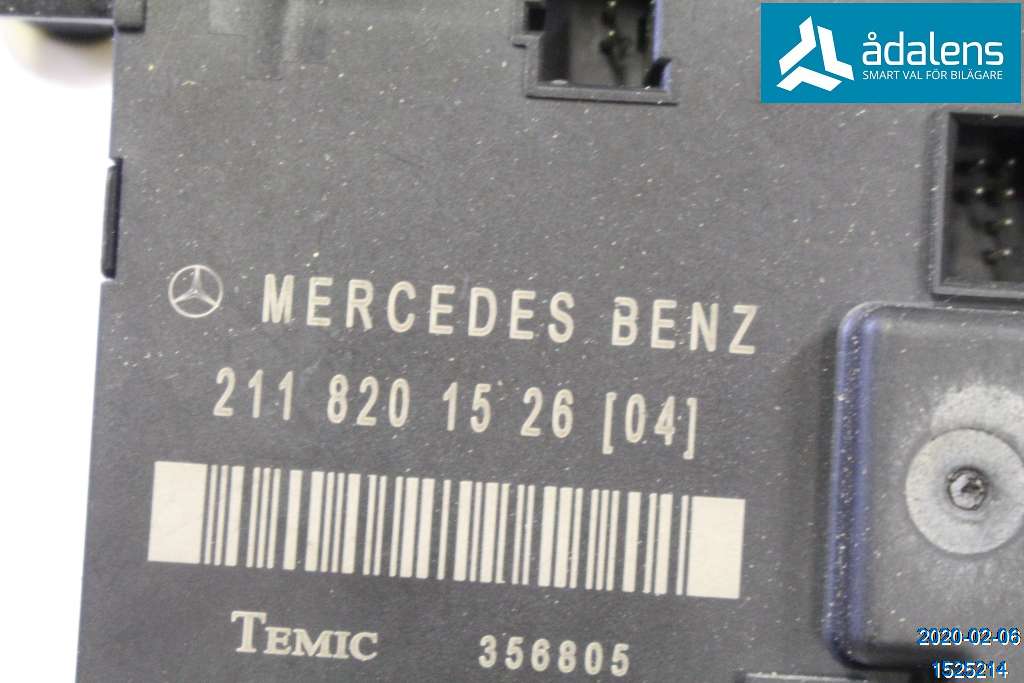 ådalens
SMART VAL FÖR BILÄGARE
MERCEDES BENZ
211 820 15 26 [04]
TEMIC 356805
2020-02-06
1525214